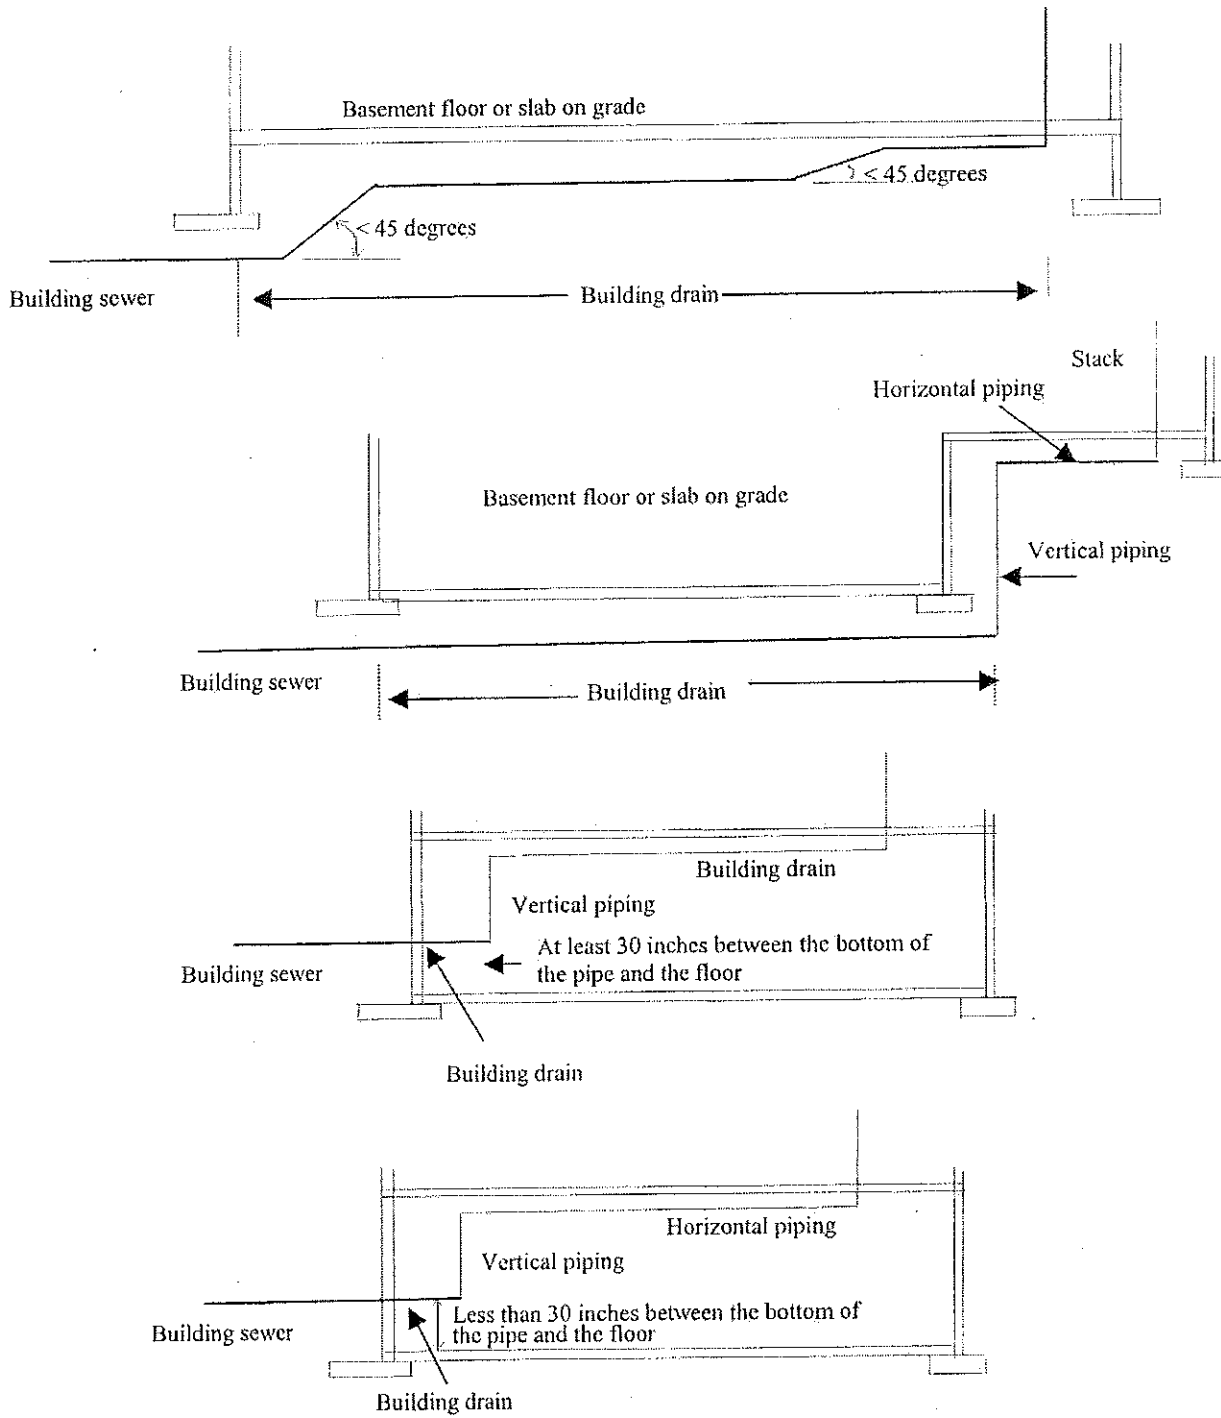 Basement floor or slab on grade
< 45 degrees
< 45 degrees
Building sewer
Building drain
Stack
Horizontal piping
Basement floor or slab on grade
Vertical piping
Building sewer
Building drain
Building drain
Vertical piping
At least 30 inches between the bottom of
the pipe and the floor
Building sewer
Building drain
Horizontal piping
Vertical piping
Less than 30 inches between the bottom of
the pipe and the floor
Building sewer
Building drain